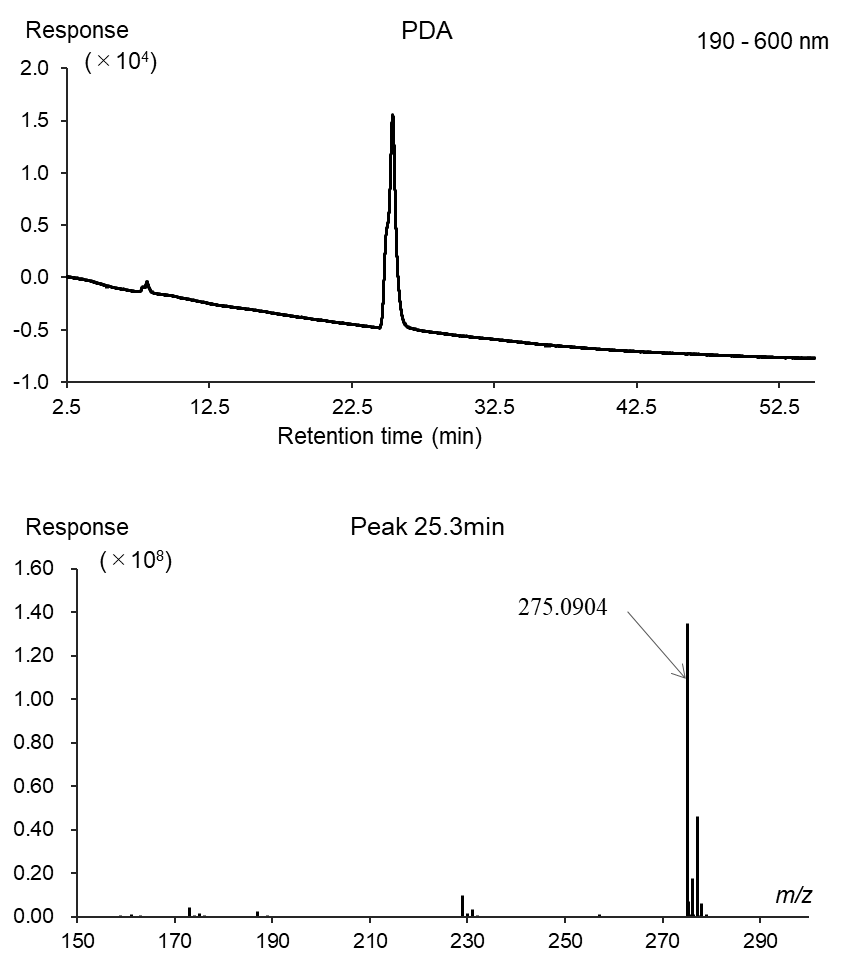 Response
PDA
(×10⁴)
190 - 600 nm
2.0
1.5
1.0
0.5
0.0
-0.5
-1.0
2.5 12.5 22.5 32.5 42.5 52.5
Retention time (min)
Response
Peak 25.3min
(×10⁸)
1.60
1.40
275.0904
1.20
1.00
0.80
0.60
0.40
0.20
m/z
0.00
150 170 190 210 230 250 270 290